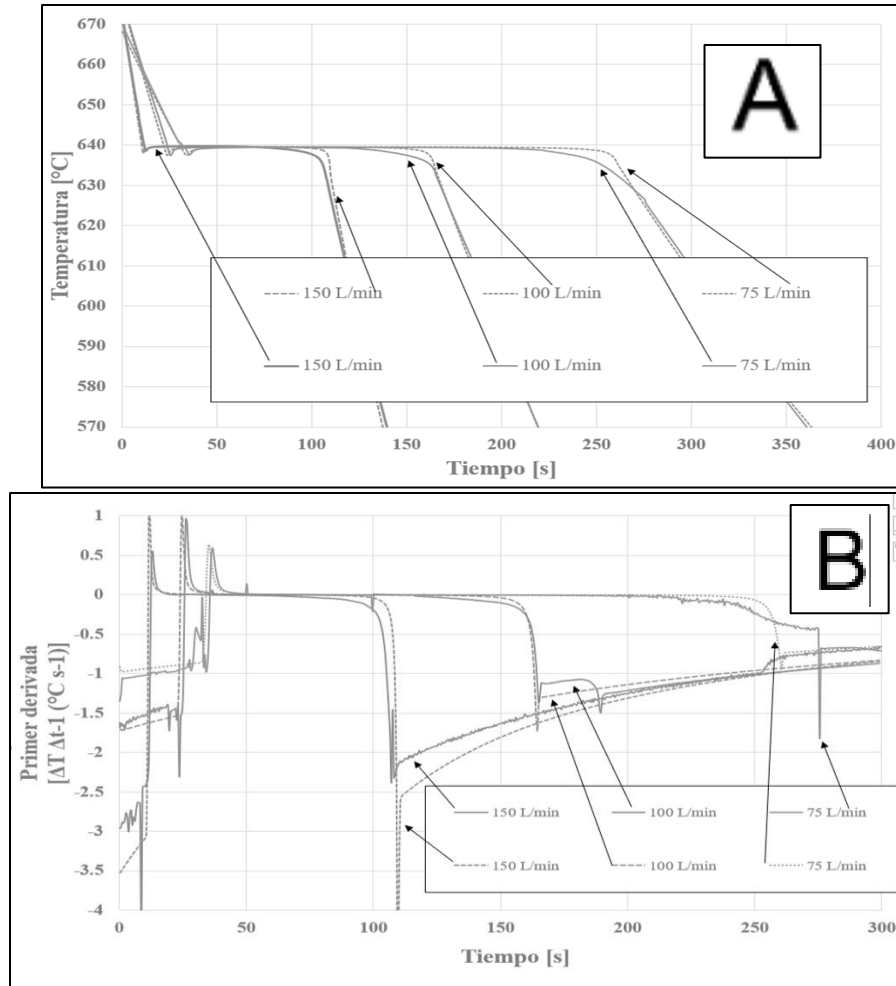 A
Temperatura [°C]
670
660
650
640
630
620
610
600
590
580
570
150 L/min 100 L/min 75 L/min
150 L/min 100 L/min 75 L/min
0 50 100 150 200 250 300 350 400
Tiempo [s]
B
Primer derivada
[ΔT Δt-1 (°C s-1)]
1
0.5
0
-0.5
-1
-1.5
-2
-2.5
-3
-3.5
-4
150 L/min 100 L/min 75 L/min
150 L/min 100 L/min 75 L/min
0 50 100 150 200 250 300
Tiempo [s]